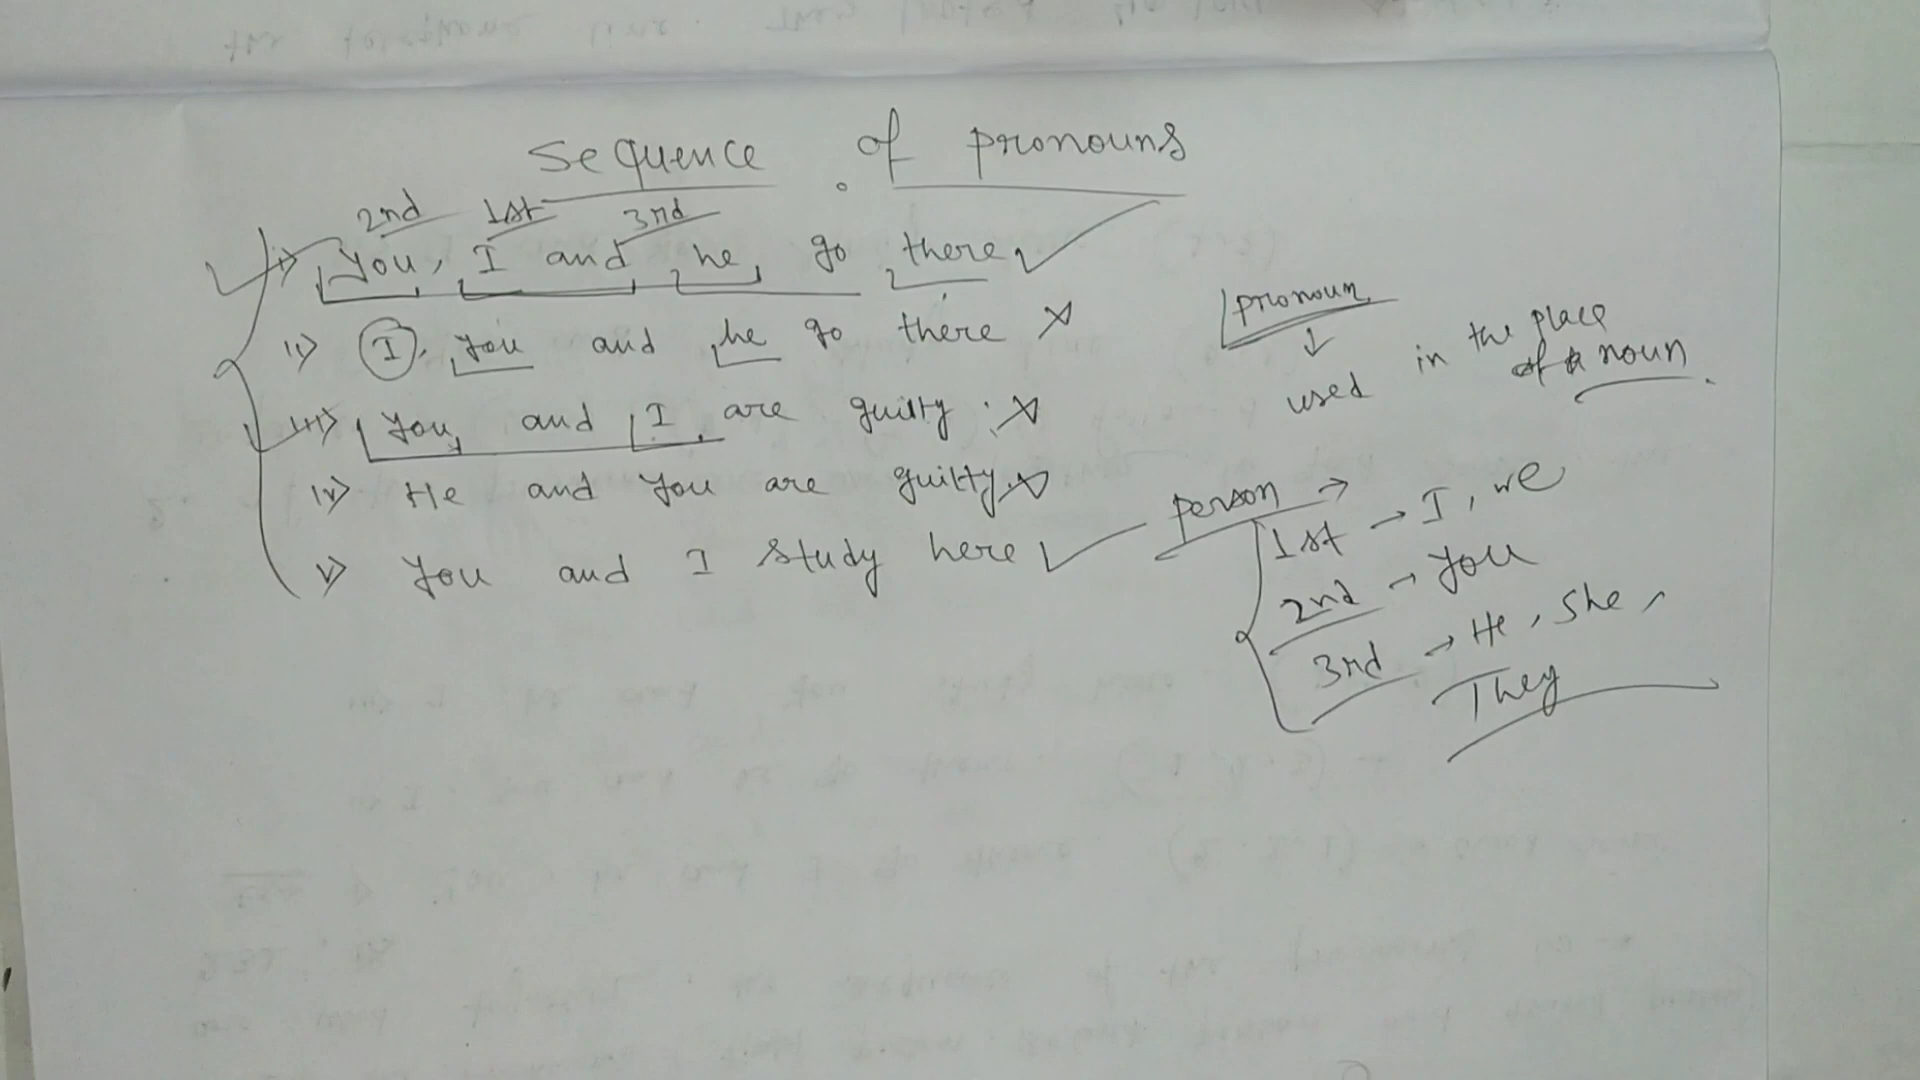 Sequence of pronouns
2nd 1st 3rd
i) You, I and he, go there ✓
ii) I, You and he go there ×
iii) You, and I, are guilty. ×
iv) He and you are guilty. ×
v) You and I study here ✓
pronoun
↓
used in the place
of a noun.
person →
1st → I, we
2nd → You
3rd → He, She,
They